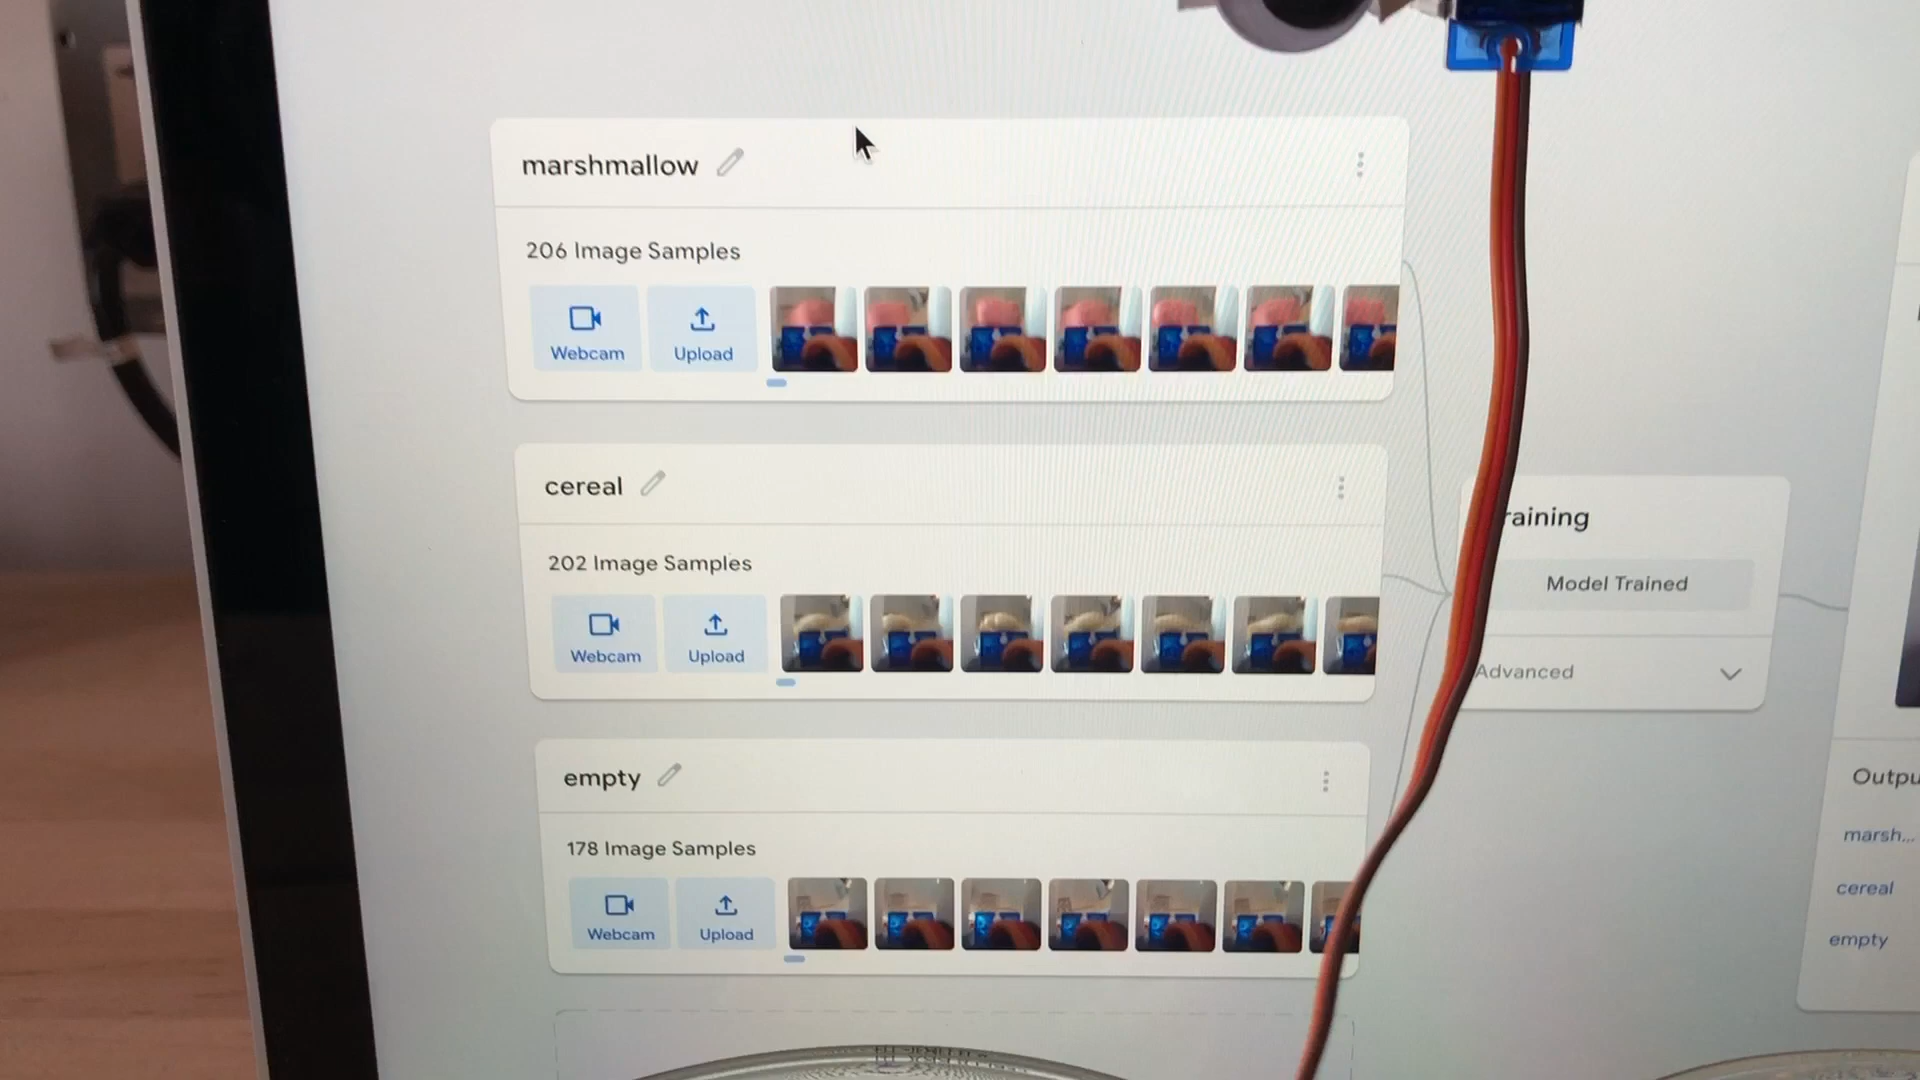 marshmallow
206 Image Samples
Webcam
Upload
cereal
202 Image Samples
Webcam
Upload
empty
178 Image Samples
Webcam
Upload
raining
Model Trained
Advanced
Outpu
marsh...
cereal
empty